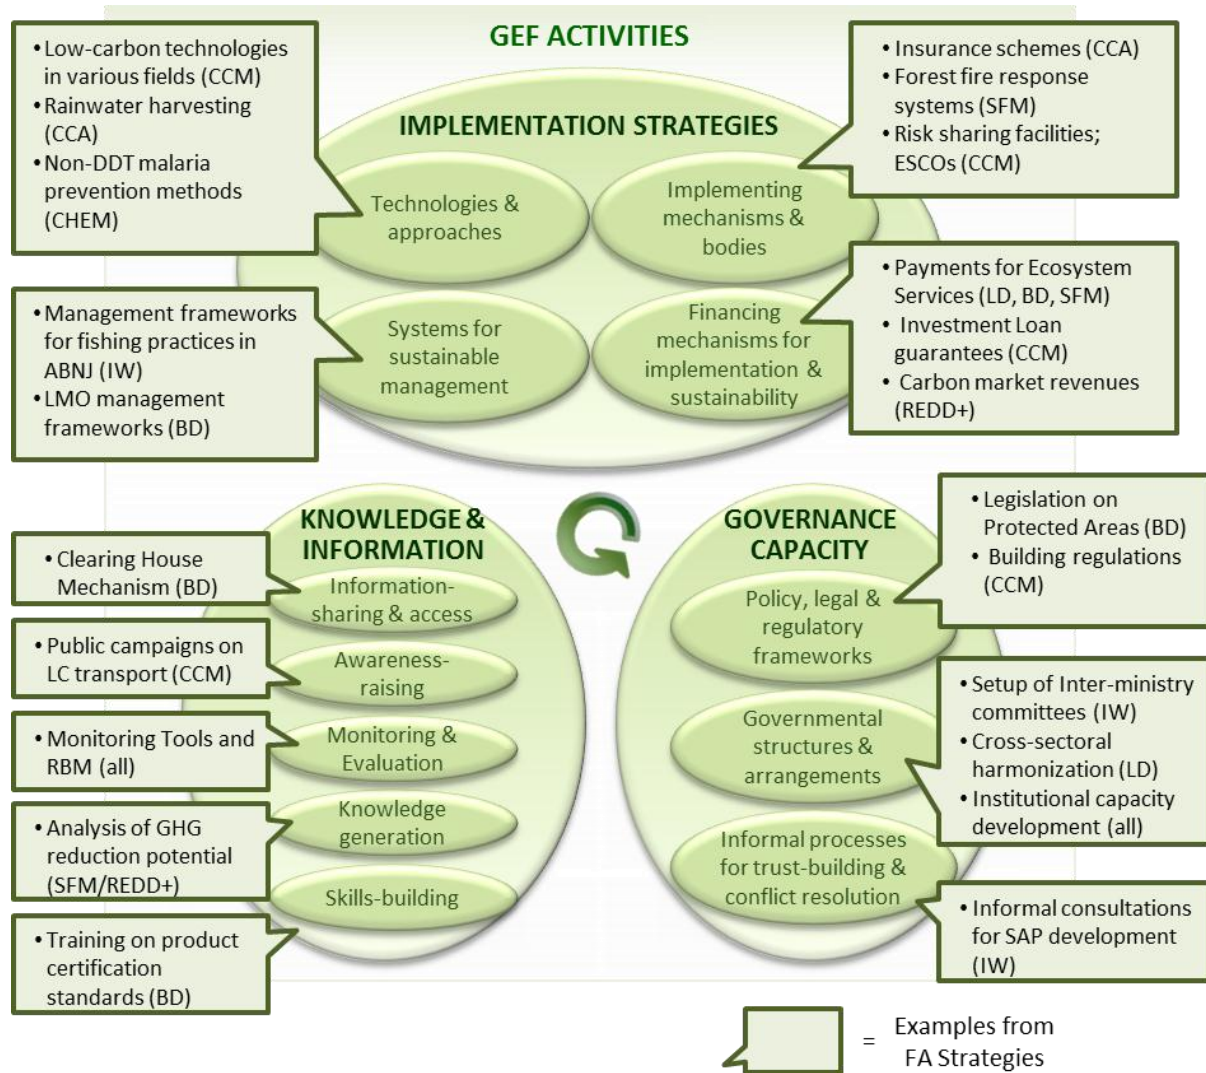 GEF ACTIVITIES
• Low-carbon technologies
in various fields (CCM)
• Rainwater harvesting
(CCA)
• Non-DDT malaria
prevention methods
(CHEM)
• Insurance schemes (CCA)
• Forest fire response
systems (SFM)
• Risk sharing facilities;
ESCOs (CCM)
IMPLEMENTATION STRATEGIES
Technologies &
approaches
Implementing
mechanisms &
bodies
• Management frameworks
for fishing practices in
ABNJ (IW)
• LMO management
frameworks (BD)
Systems for
sustainable
management
Financing
mechanisms for
implementation &
sustainability
• Payments for Ecosystem
Services (LD, BD, SFM)
• Investment Loan
guarantees (CCM)
• Carbon market revenues
(REDD+)
KNOWLEDGE &
INFORMATION
• Clearing House
Mechanism (BD)
Information-
sharing & access
• Public campaigns on
LC transport (CCM)
Awareness-
raising
• Monitoring Tools and
RBM (all)
Monitoring &
Evaluation
• Analysis of GHG
reduction potential
(SFM/REDD+)
Knowledge
generation
Skills-building
• Training on product
certification
standards (BD)
GOVERNANCE
CAPACITY
• Legislation on
Protected Areas (BD)
• Building regulations
(CCM)
Policy, legal &
regulatory
frameworks
• Setup of Inter-ministry
committees (IW)
• Cross-sectoral
harmonization (LD)
• Institutional capacity
development (all)
Governmental
structures &
arrangements
Informal processes
for trust-building &
conflict resolution
• Informal consultations
for SAP development
(IW)
= Examples from
FA Strategies